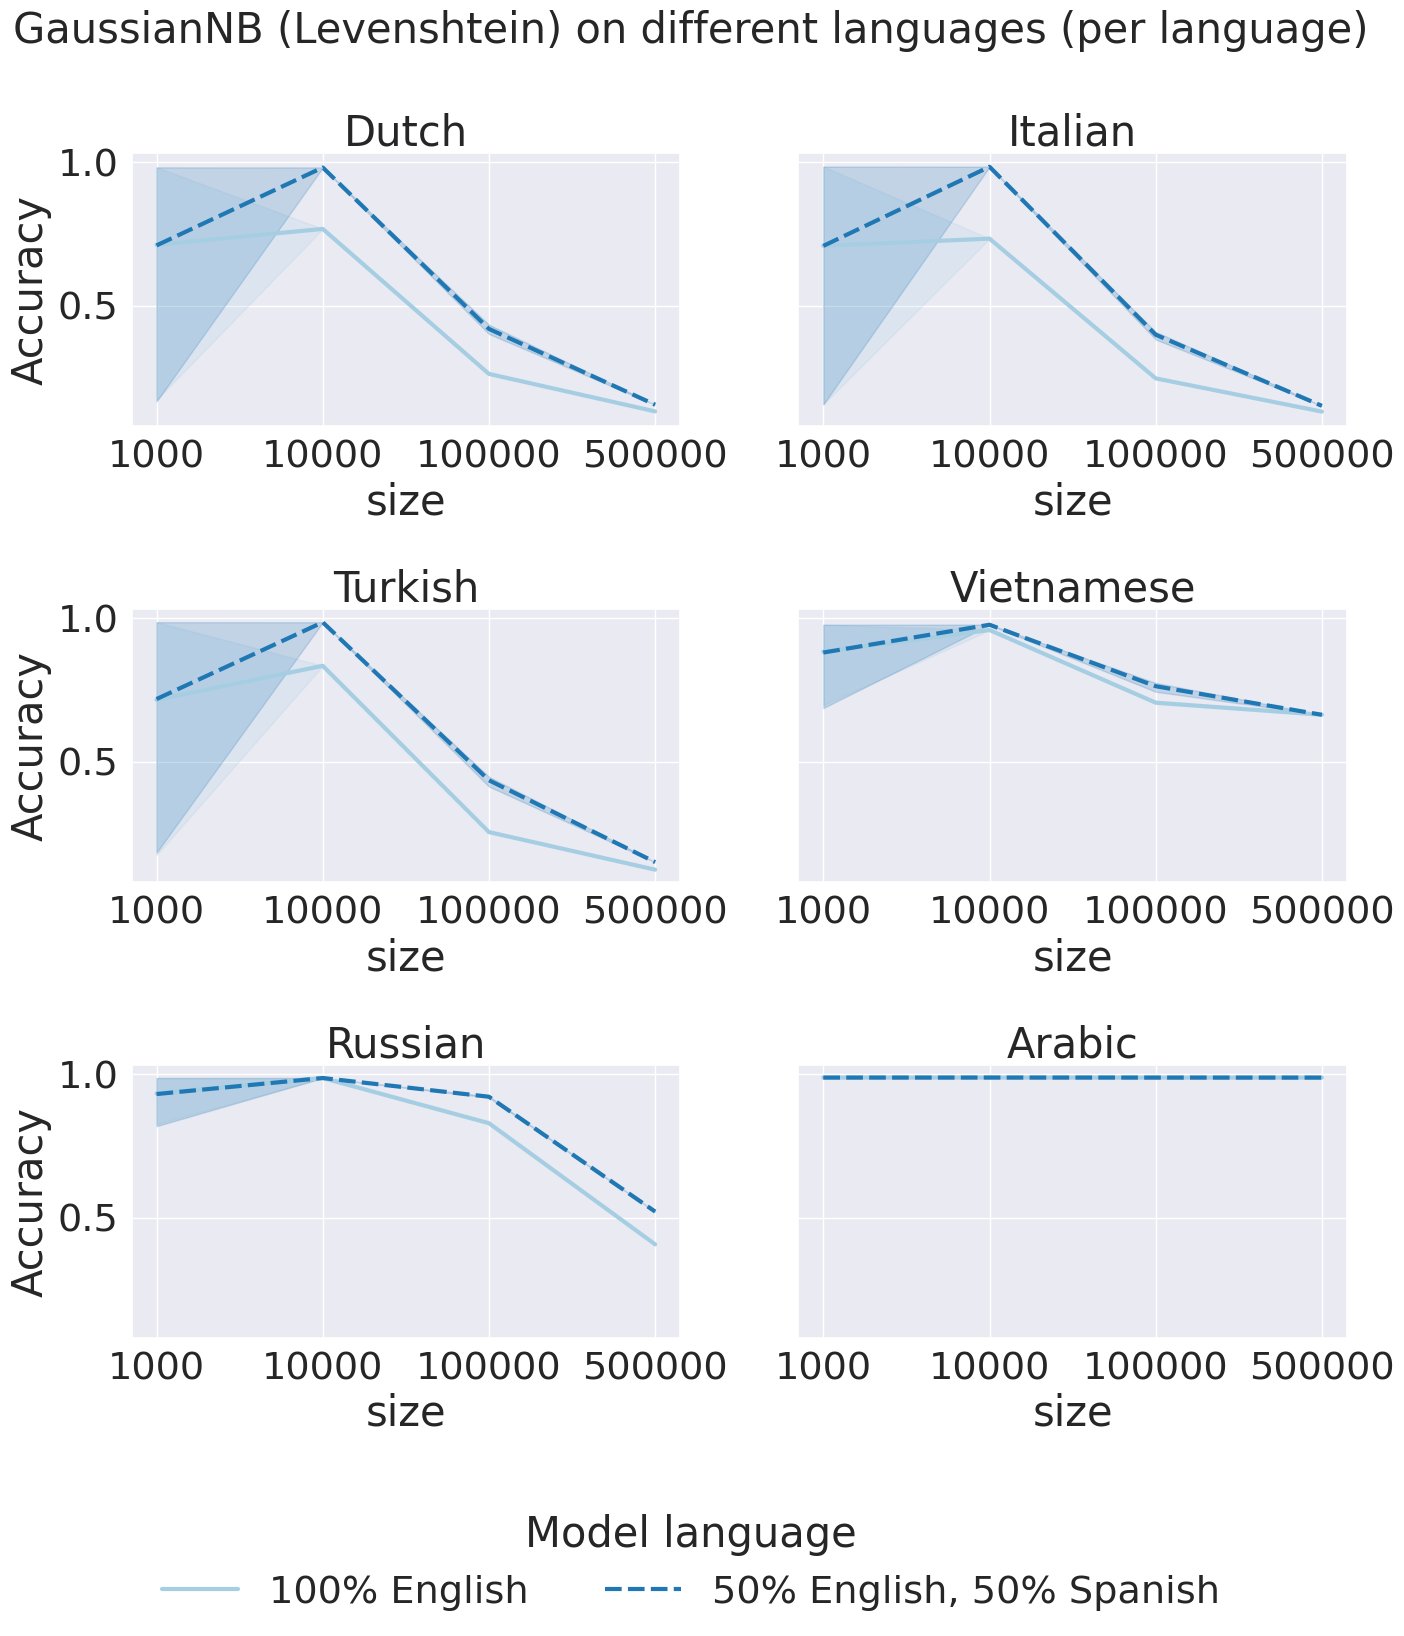 GaussianNB (Levenshtein) on different languages (per language)
Dutch
Italian
Accuracy
1.0
0.5
1000 10000 100000 500000
size
1000 10000 100000 500000
size
Turkish
Vietnamese
Accuracy
1.0
0.5
1000 10000 100000 500000
size
1000 10000 100000 500000
size
Russian
Arabic
Accuracy
1.0
0.5
1000 10000 100000 500000
size
1000 10000 100000 500000
size
Model language
100% English
50% English, 50% Spanish